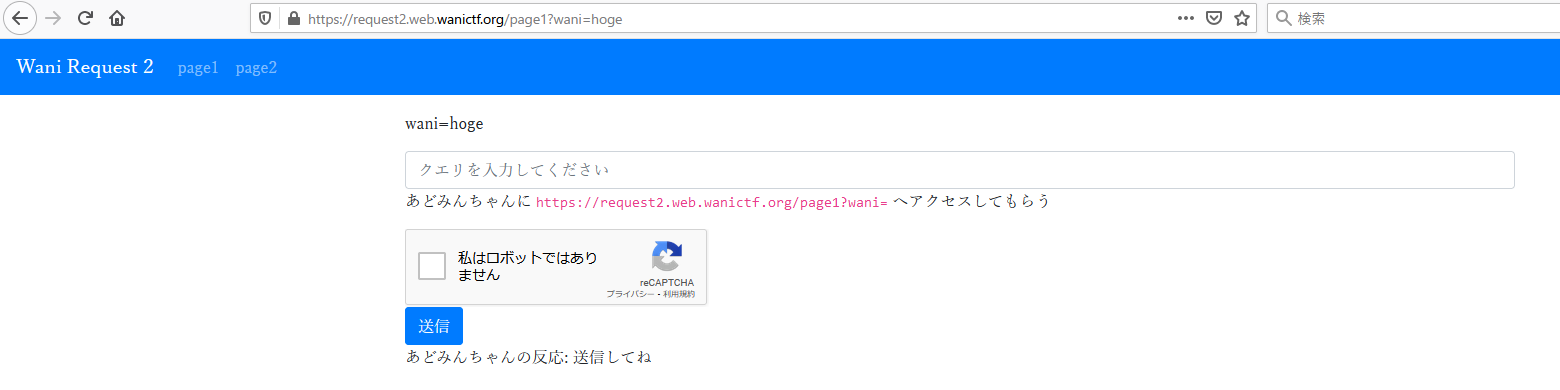 https://request2.web.wanictf.org/page1?wani=hoge
検索
Wani Request 2 page1 page2
wani=hoge
クエリを入力してください
あどみんちゃんに https://request2.web.wanictf.org/page1?wani= へアクセスしてもらう
私はロボットではあり
ません
reCAPTCHA
プライバシー - 利用規約
送信
あどみんちゃんの反応: 送信してね